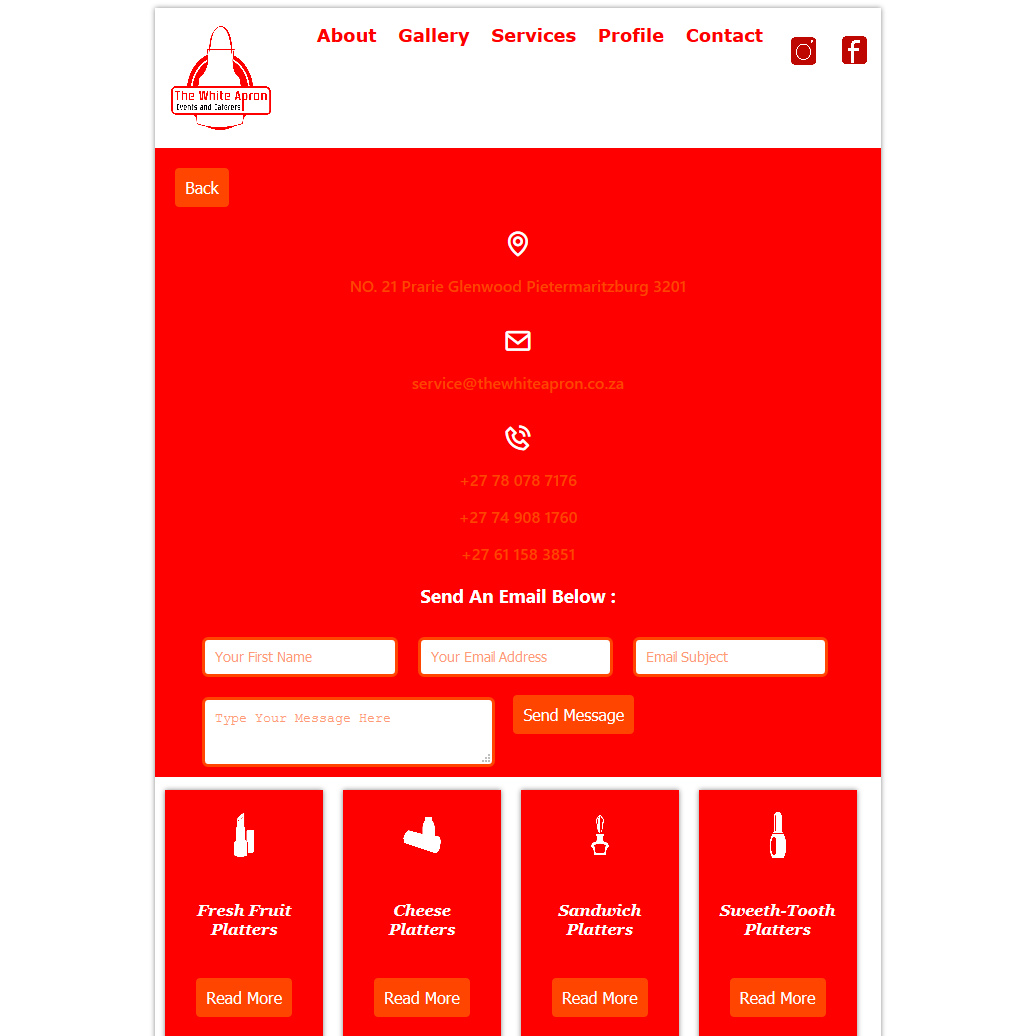 The White Apron
Events and Caterers
About Gallery Services Profile Contact
Back
NO. 21 Prarie Glenwood Pietermaritzburg 3201
service@thewhiteapron.co.za
+27 78 078 7176
+27 74 908 1760
+27 61 158 3851
Send An Email Below :
Your First Name Your Email Address Email Subject
Type Your Message Here Send Message
Fresh Fruit
Platters
Cheese
Platters
Sandwich
Platters
Sweeth-Tooth
Platters
Read More Read More Read More Read More